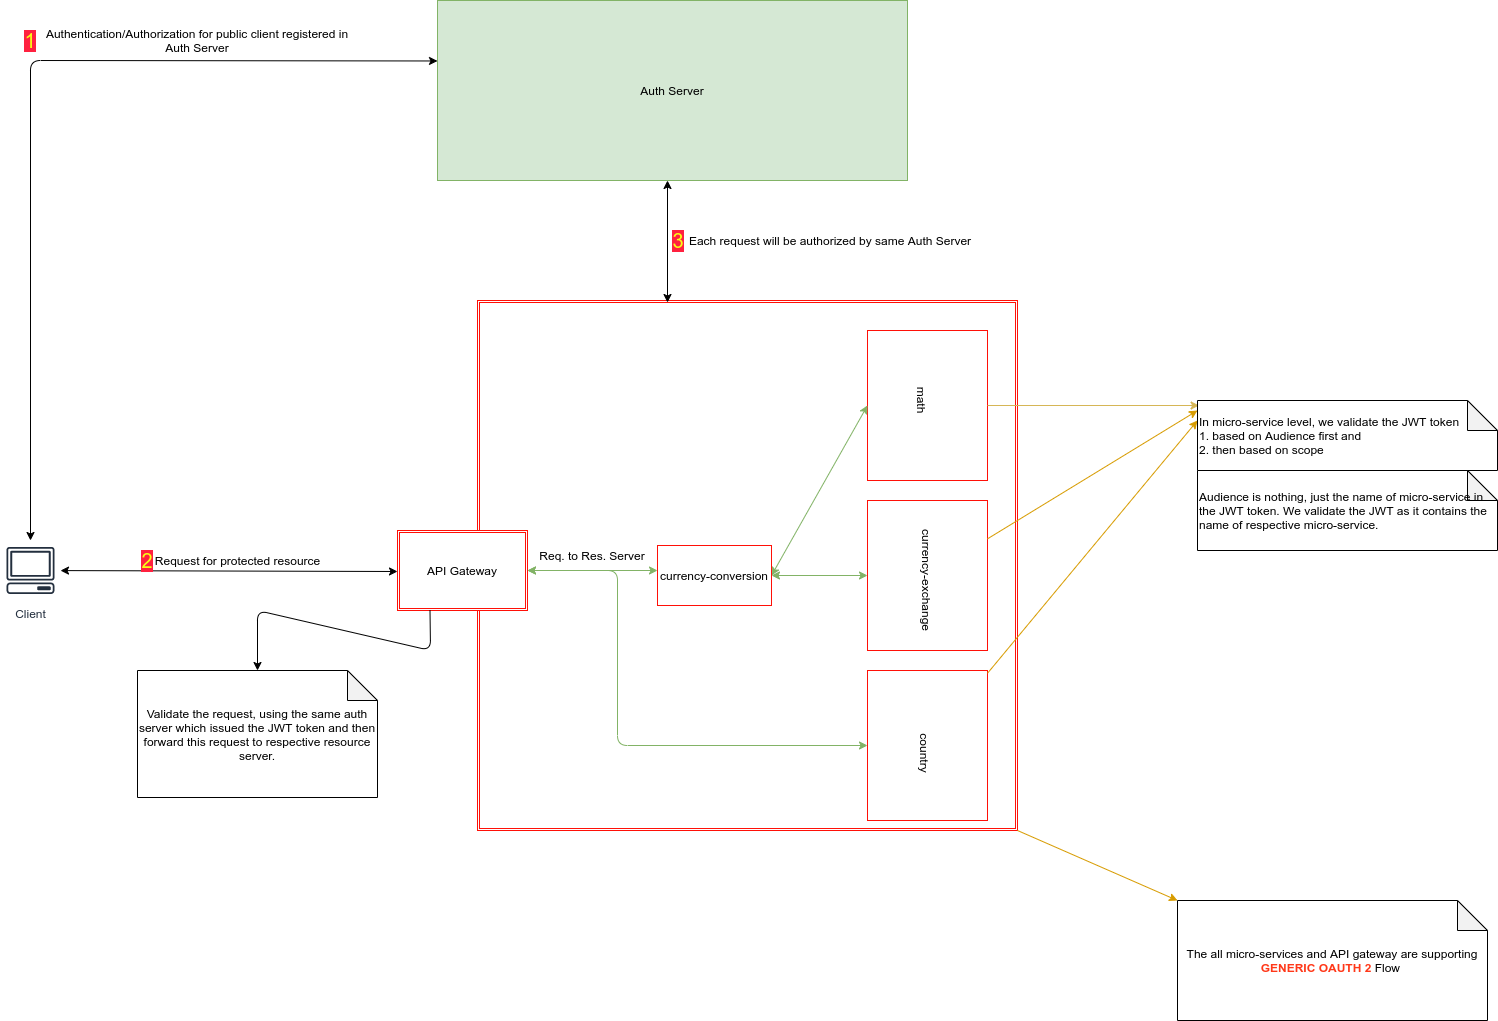 1
Authentication/Authorization for public client registered in
Auth Server
Auth Server
3
Each request will be authorized by same Auth Server
math
In micro-service level, we validate the JWT token
1. based on Audience first and
2. then based on scope
Audience is nothing, just the name of micro-service in
the JWT token. We validate the JWT as it contains the
name of respective micro-service.
2
Request for protected resource
Client
API Gateway
Req. to Res. Server
currency-conversion
currency-exchange
country
Validate the request, using the same auth
server which issued the JWT token and then
forward this request to respective resource
server.
The all micro-services and API gateway are supporting
GENERIC OAUTH 2 Flow